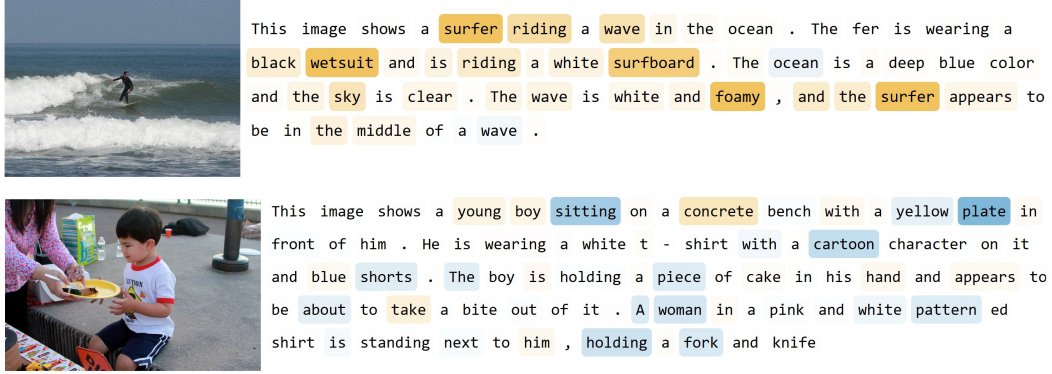 This image shows a surfer riding a wave in the ocean . The fer is wearing a
black wetsuit and is riding a white surfboard . The ocean is a deep blue color
and the sky is clear . The wave is white and foamy , and the surfer appears to
be in the middle of a wave .
This image shows a young boy sitting on a concrete bench with a yellow plate in
front of him . He is wearing a white t - shirt with a cartoon character on it
and blue shorts . The boy is holding a piece of cake in his hand and appears to
be about to take a bite out of it . A woman in a pink and white pattern ed
shirt is standing next to him , holding a fork and knife